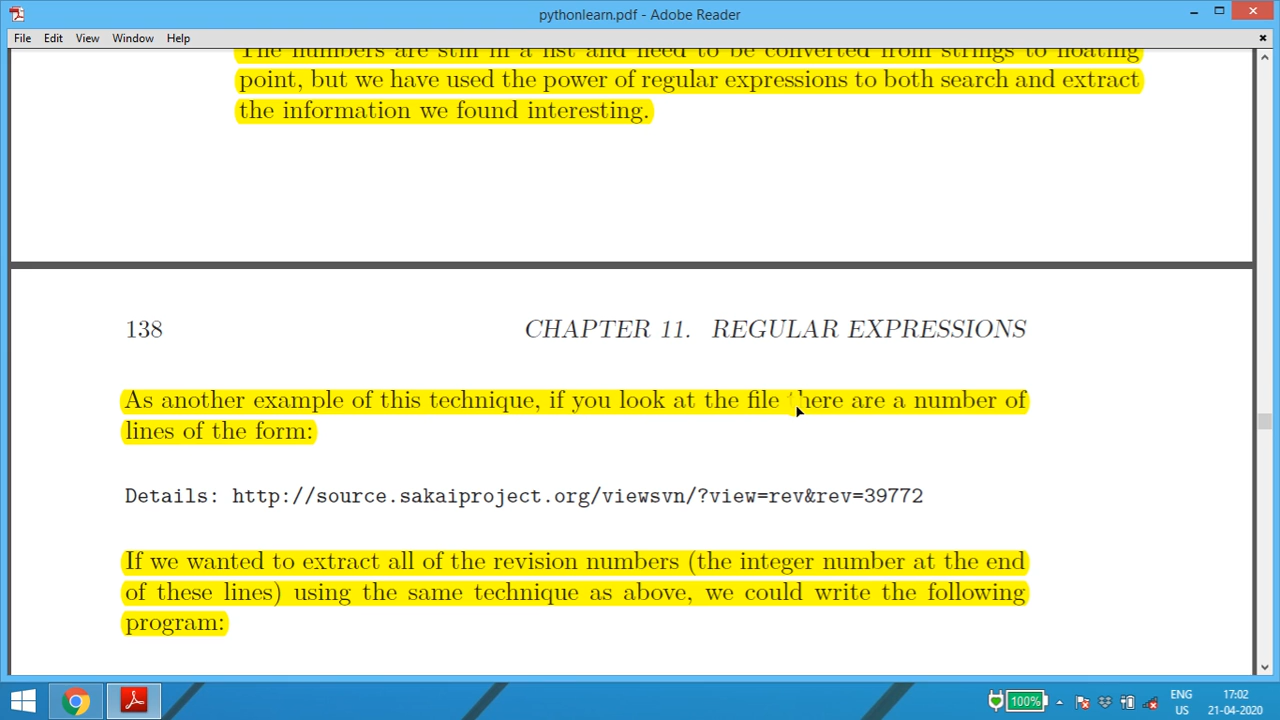 pythonlearn.pdf - Adobe Reader
File Edit View Window Help
The numbers are still in a list and need to be converted from strings to floating
point, but we have used the power of regular expressions to both search and extract
the information we found interesting.
138 CHAPTER 11. REGULAR EXPRESSIONS
As another example of this technique, if you look at the file there are a number of
lines of the form:
Details: http://source.sakaiproject.org/viewsvn/?view=rev&rev=39772
If we wanted to extract all of the revision numbers (the integer number at the end
of these lines) using the same technique as above, we could write the following
program:
100% ENG 17:02
US 21-04-2020